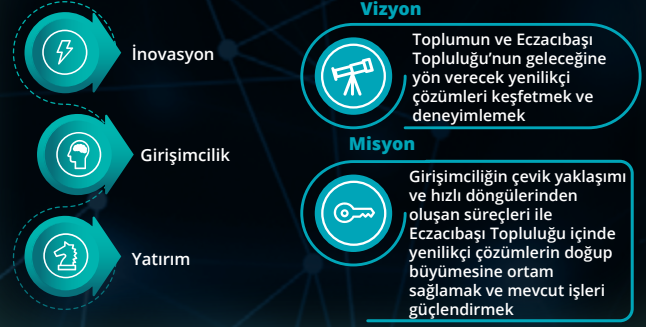 İnovasyon
Girişimcilik
Yatırım
Vizyon
Toplumun ve Eczacıbaşı
Topluluğu’nun geleceğine
yön verecek yenilikçi
çözümleri keşfetmek ve
deneyimlemek
Misyon
Girişimciliğin çevik yaklaşımı
ve hızlı döngülerinden
oluşan süreçleri ile
Eczacıbaşı Topluluğu içinde
yenilikçi çözümlerin doğup
büyümesine ortam
sağlamak ve mevcut işleri
güçlendirmek